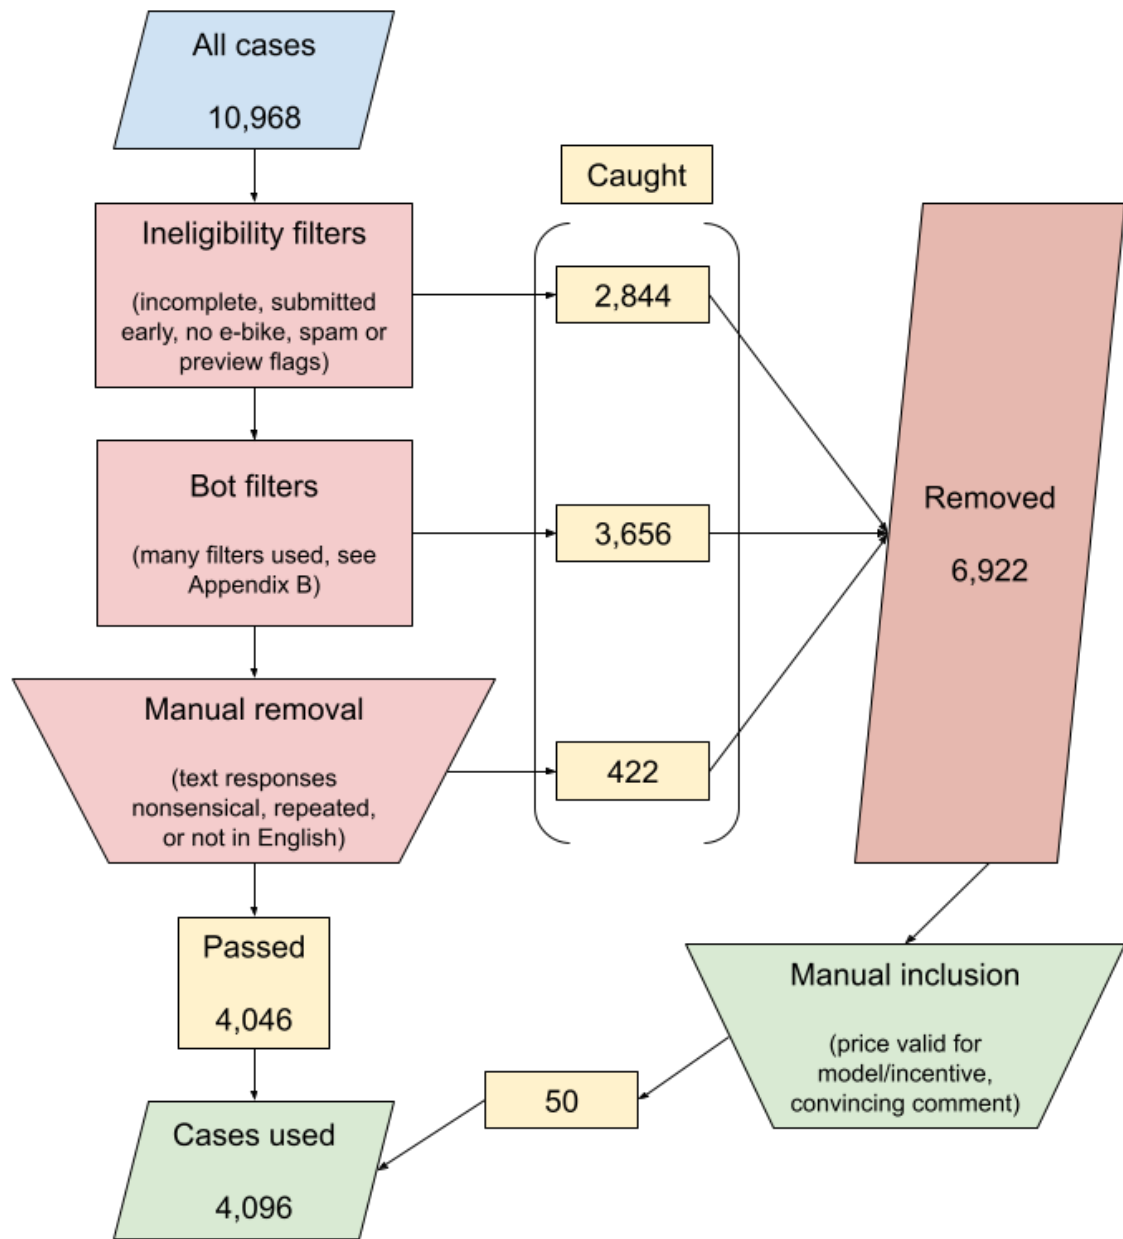 All cases
10,968
Caught
Ineligibility filters
(incomplete, submitted
early, no e-bike, spam or
preview flags)
2,844
Bot filters
(many filters used, see
Appendix B)
3,656
Removed
6,922
Manual removal
(text responses
nonsensical, repeated,
or not in English)
422
Passed
4,046
Manual inclusion
(price valid for
model/incentive,
convincing comment)
50
Cases used
4,096